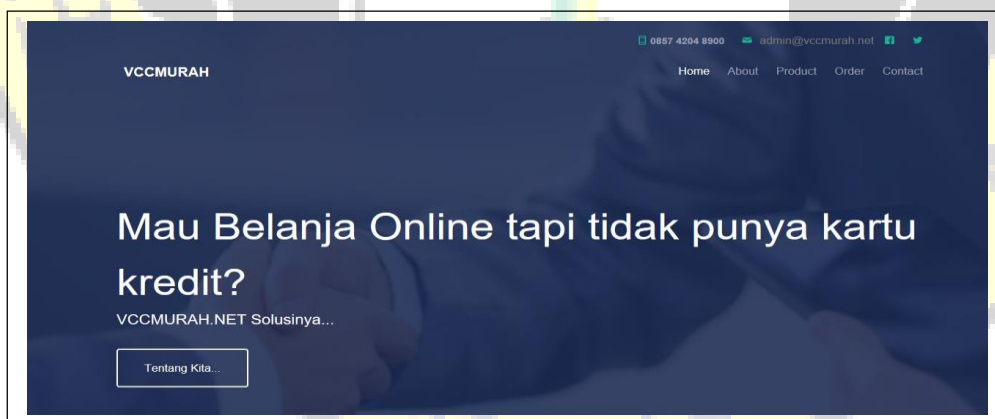 0857 4204 8900 admin@vccmurah.net
VCCMURAH Home About Product Order Contact
Mau Belanja Online tapi tidak punya kartu
kredit?
VCCMURAH.NET Solusinya...
Tentang Kita...